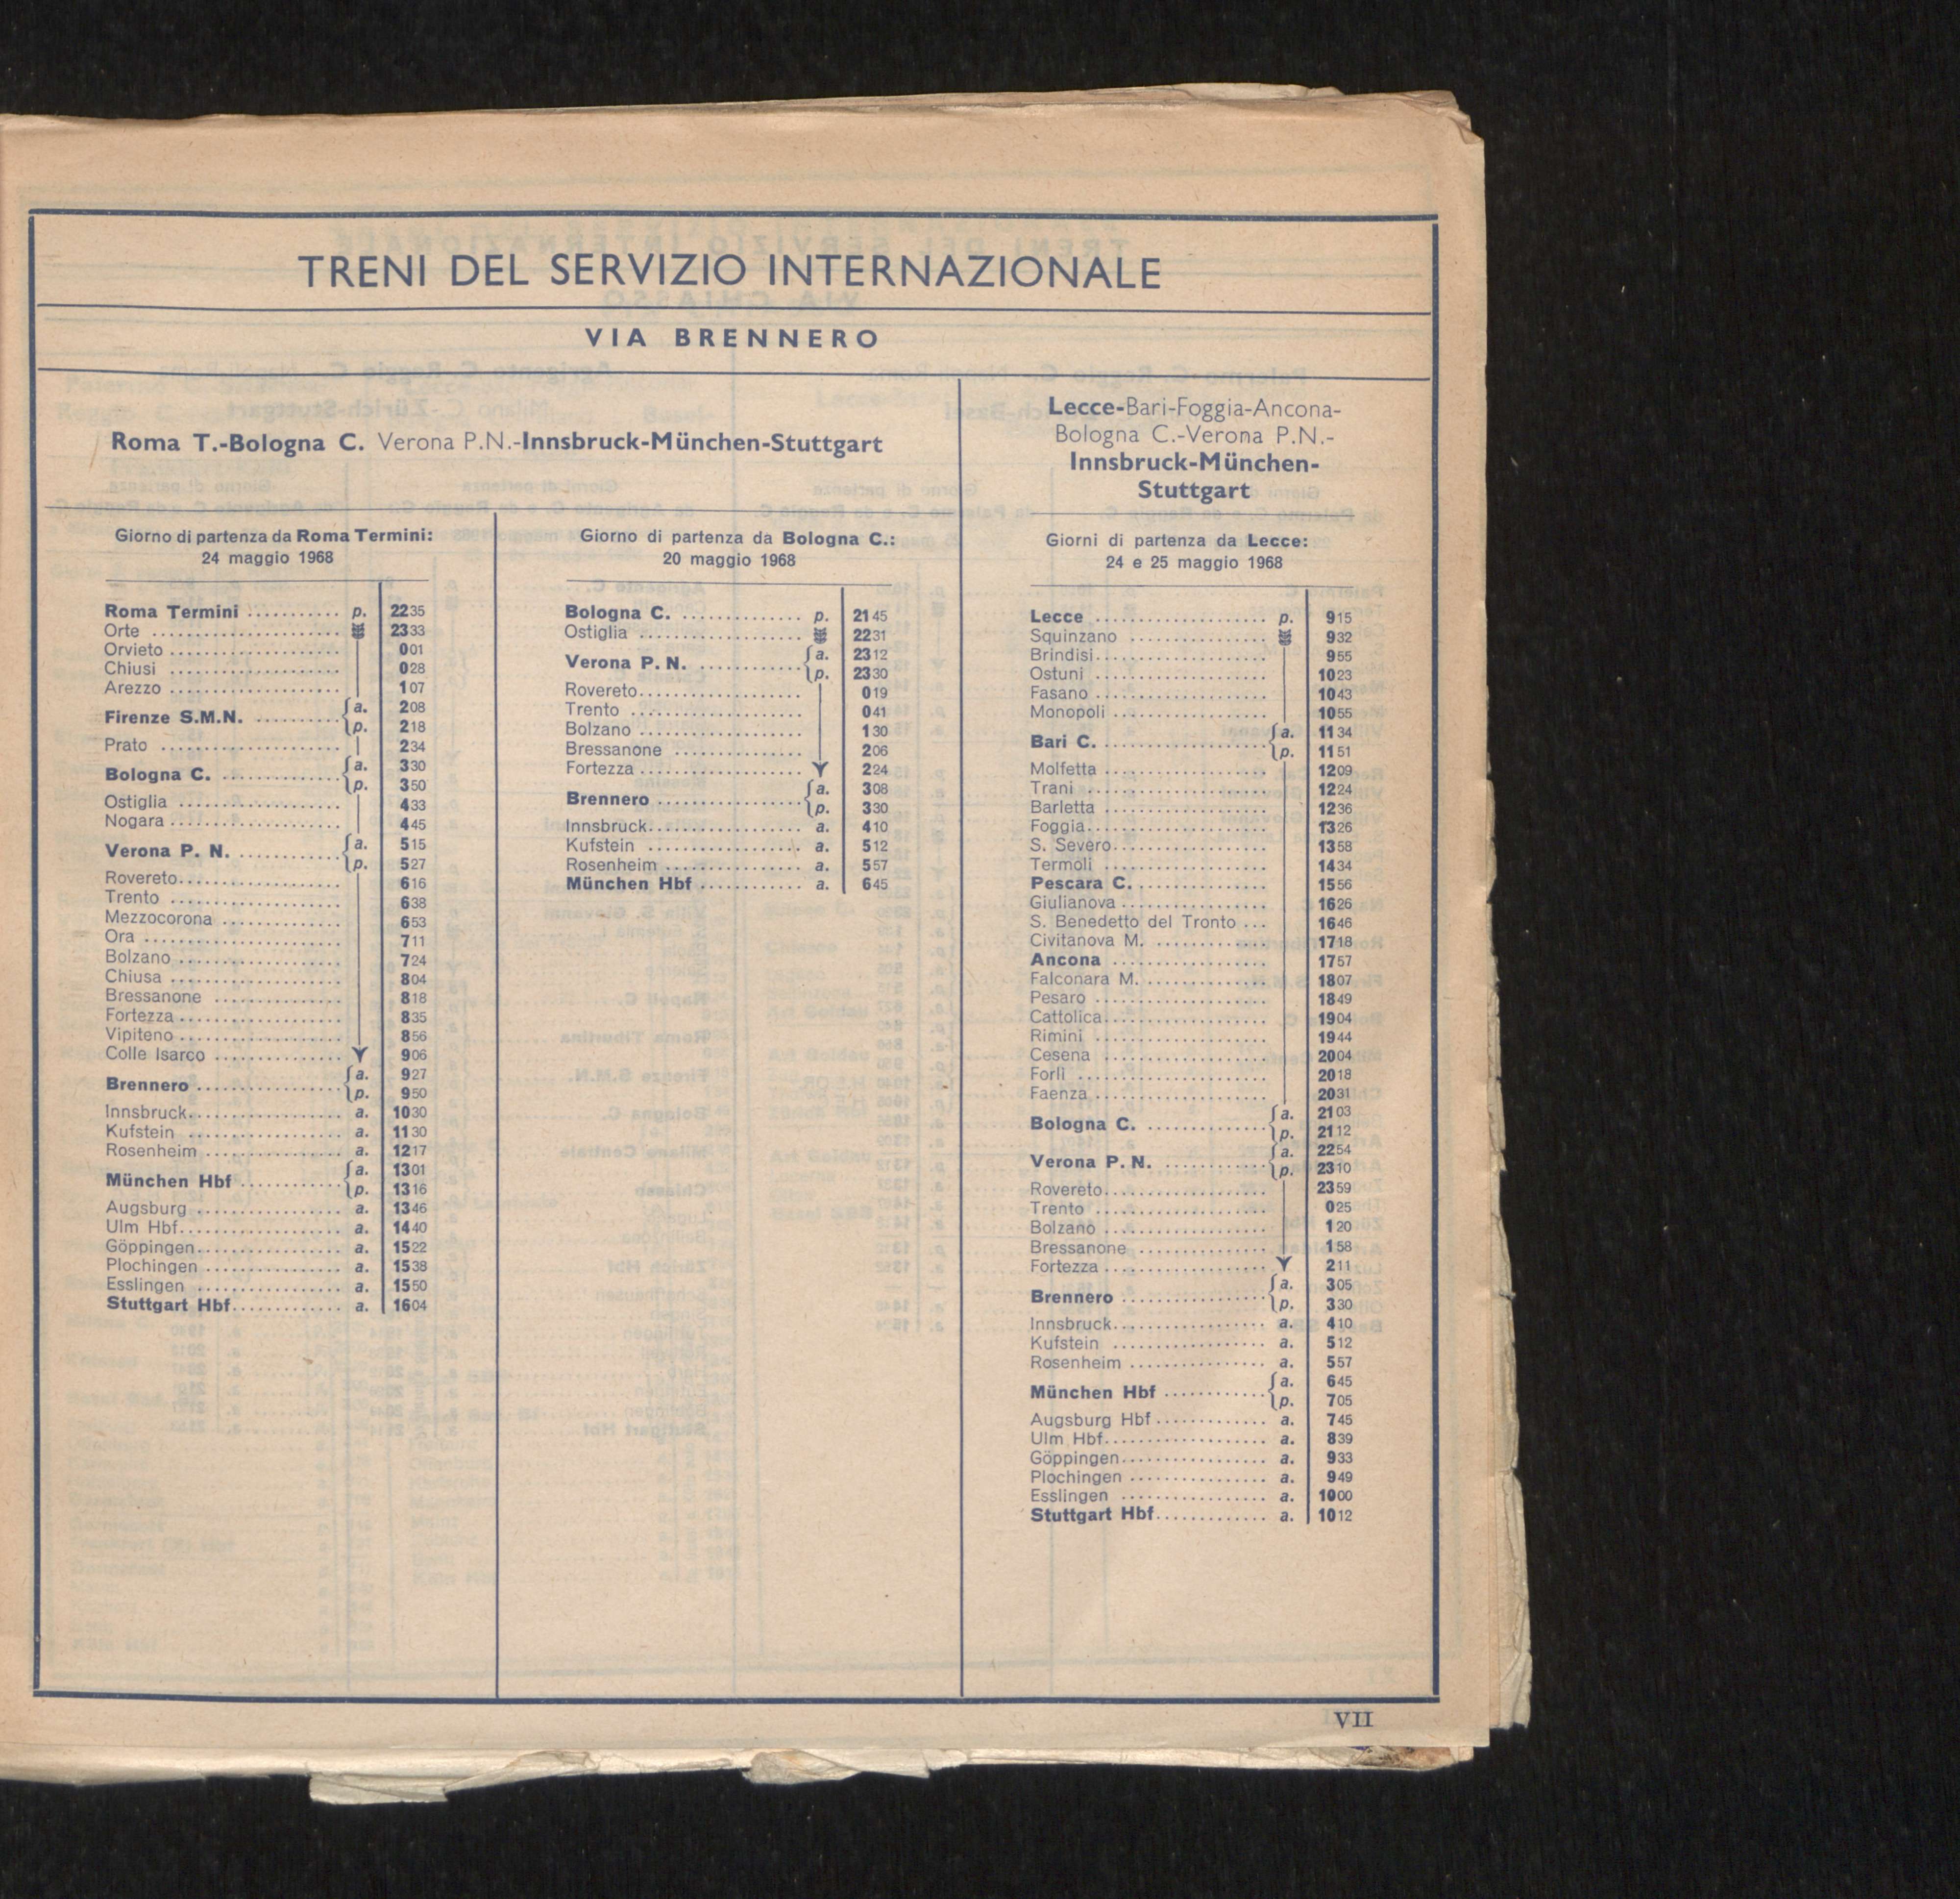 TRENI DEL SERVIZIO INTERNAZIONALE
VIA BRENNERO
Roma T.-Bologna C. Verona P.N.-Innsbruck-München-Stuttgart
Giorno di partenza da Roma Termini:
24 maggio 1968
Roma Termini ........... p. 2235
Orte ...................... 2333
Orvieto .................... 001
Chiusi .................... 028
Arezzo .................... 107
Firenze S.M.N. .......... a. 208
p. 218
Prato ..................... 234
Bologna C. .............. a. 330
p. 350
Ostiglia ................... 433
Nogara .................... 445
Verona P. N. ............ a. 515
p. 527
Rovereto................... 616
Trento .................... 638
Mezzocorona .............. 653
Ora ....................... 711
Bolzano ................... 724
Chiusa .................... 804
Bressanone ............... 818
Fortezza ................... 835
Vipiteno ................... 856
Colle Isarco ............... 906
Brennero ................. a. 927
p. 950
Innsbruck.................. a. 1030
Kufstein .................. a. 1130
Rosenheim ................ a. 1217
München Hbf ............ a. 1301
p. 1316
Augsburg ................. a. 1346
Ulm Hbf................... a. 1440
Göppingen................. a. 1522
Plochingen ................ a. 1538
Esslingen ................. a. 1550
Stuttgart Hbf............. a. 1604
Giorno di partenza da Bologna C.:
20 maggio 1968
Bologna C. .............. p. 2145
Ostiglia .................... 2231
Verona P. N. ............ a. 2312
p. 2330
Rovereto................... 019
Trento .................... 041
Bolzano ................... 130
Bressanone ............... 206
Fortezza ................... 224
Brennero ................. a. 308
p. 330
Innsbruck.................. a. 410
Kufstein .................. a. 512
Rosenheim ................ a. 557
München Hbf ............ a. 645
Lecce-Bari-Foggia-Ancona-
Bologna C.-Verona P.N.-
Innsbruck-München-
Stuttgart
Giorni di partenza da Lecce:
24 e 25 maggio 1968
Lecce .................... p. 915
Squinzano ................ 932
Brindisi.................... 955
Ostuni .................... 1023
Fasano .................... 1043
Monopoli .................. 1055
Bari C. ................... a. 1134
p. 1151
Molfetta ................... 1209
Trani ..................... 1224
Barletta ................... 1236
Foggia..................... 1326
S. Severo.................. 1358
Termoli ................... 1434
Pescara C. ............... 1556
Giulianova ................. 1626
S. Benedetto del Tronto ... 1646
Civitanova M. ............. 1718
Ancona ................... 1757
Falconara M. .............. 1807
Pesaro .................... 1849
Cattolica................... 1904
Rimini .................... 1944
Cesena .................... 2004
Forlì ...................... 2018
Faenza .................... 2031
Bologna C. .............. a. 2103
p. 2112
Verona P. N. ............ a. 2254
p. 2310
Rovereto................... 2359
Trento .................... 025
Bolzano ................... 120
Bressanone ............... 158
Fortezza ................... 211
Brennero ................. a. 305
p. 330
Innsbruck.................. a. 410
Kufstein .................. a. 512
Rosenheim ................ a. 557
München Hbf ............ a. 645
p. 705
Augsburg Hbf ............. a. 745
Ulm Hbf................... a. 839
Göppingen................. a. 933
Plochingen ................ a. 949
Esslingen ................. a. 1000
Stuttgart Hbf............. a. 1012
VII